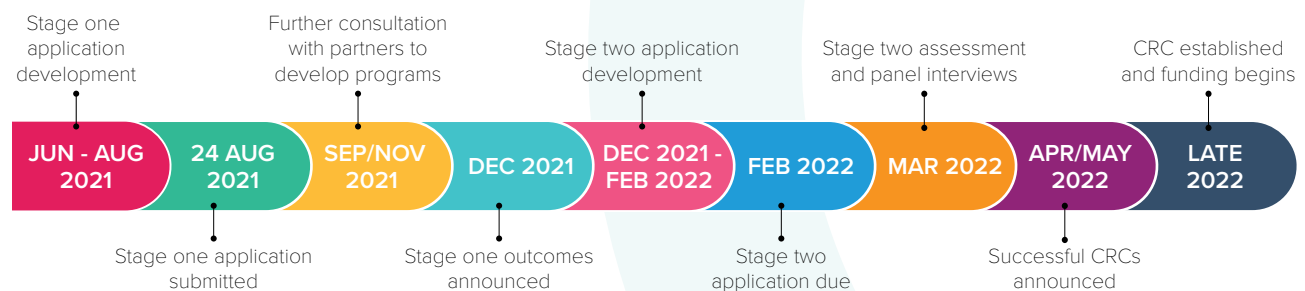 Stage one
application
development
Further consultation
with partners to
develop programs
Stage two application
development
Stage two assessment
and panel interviews
CRC established
and funding begins
JUN - AUG
2021
24 AUG
2021
SEP/NOV
2021
DEC 2021
DEC 2021 -
FEB 2022
FEB 2022
MAR 2022
APR/MAY
2022
LATE
2022
Stage one application
submitted
Stage one outcomes
announced
Stage two
application due
Successful CRCs
announced